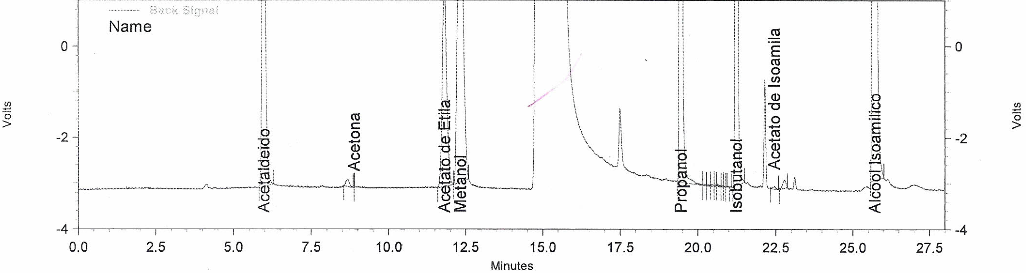 Back Signal
Name
0
-2
-4
Volts
Acetaldeido
Acetona
Acetato de Etila
Metanol
Propanol
Isobutanol
Acetato de Isoamila
Alcool Isoamilico
0
-2
-4
Volts
0.0 2.5 5.0 7.5 10.0 12.5 15.0 17.5 20.0 22.5 25.0 27.5
Minutes